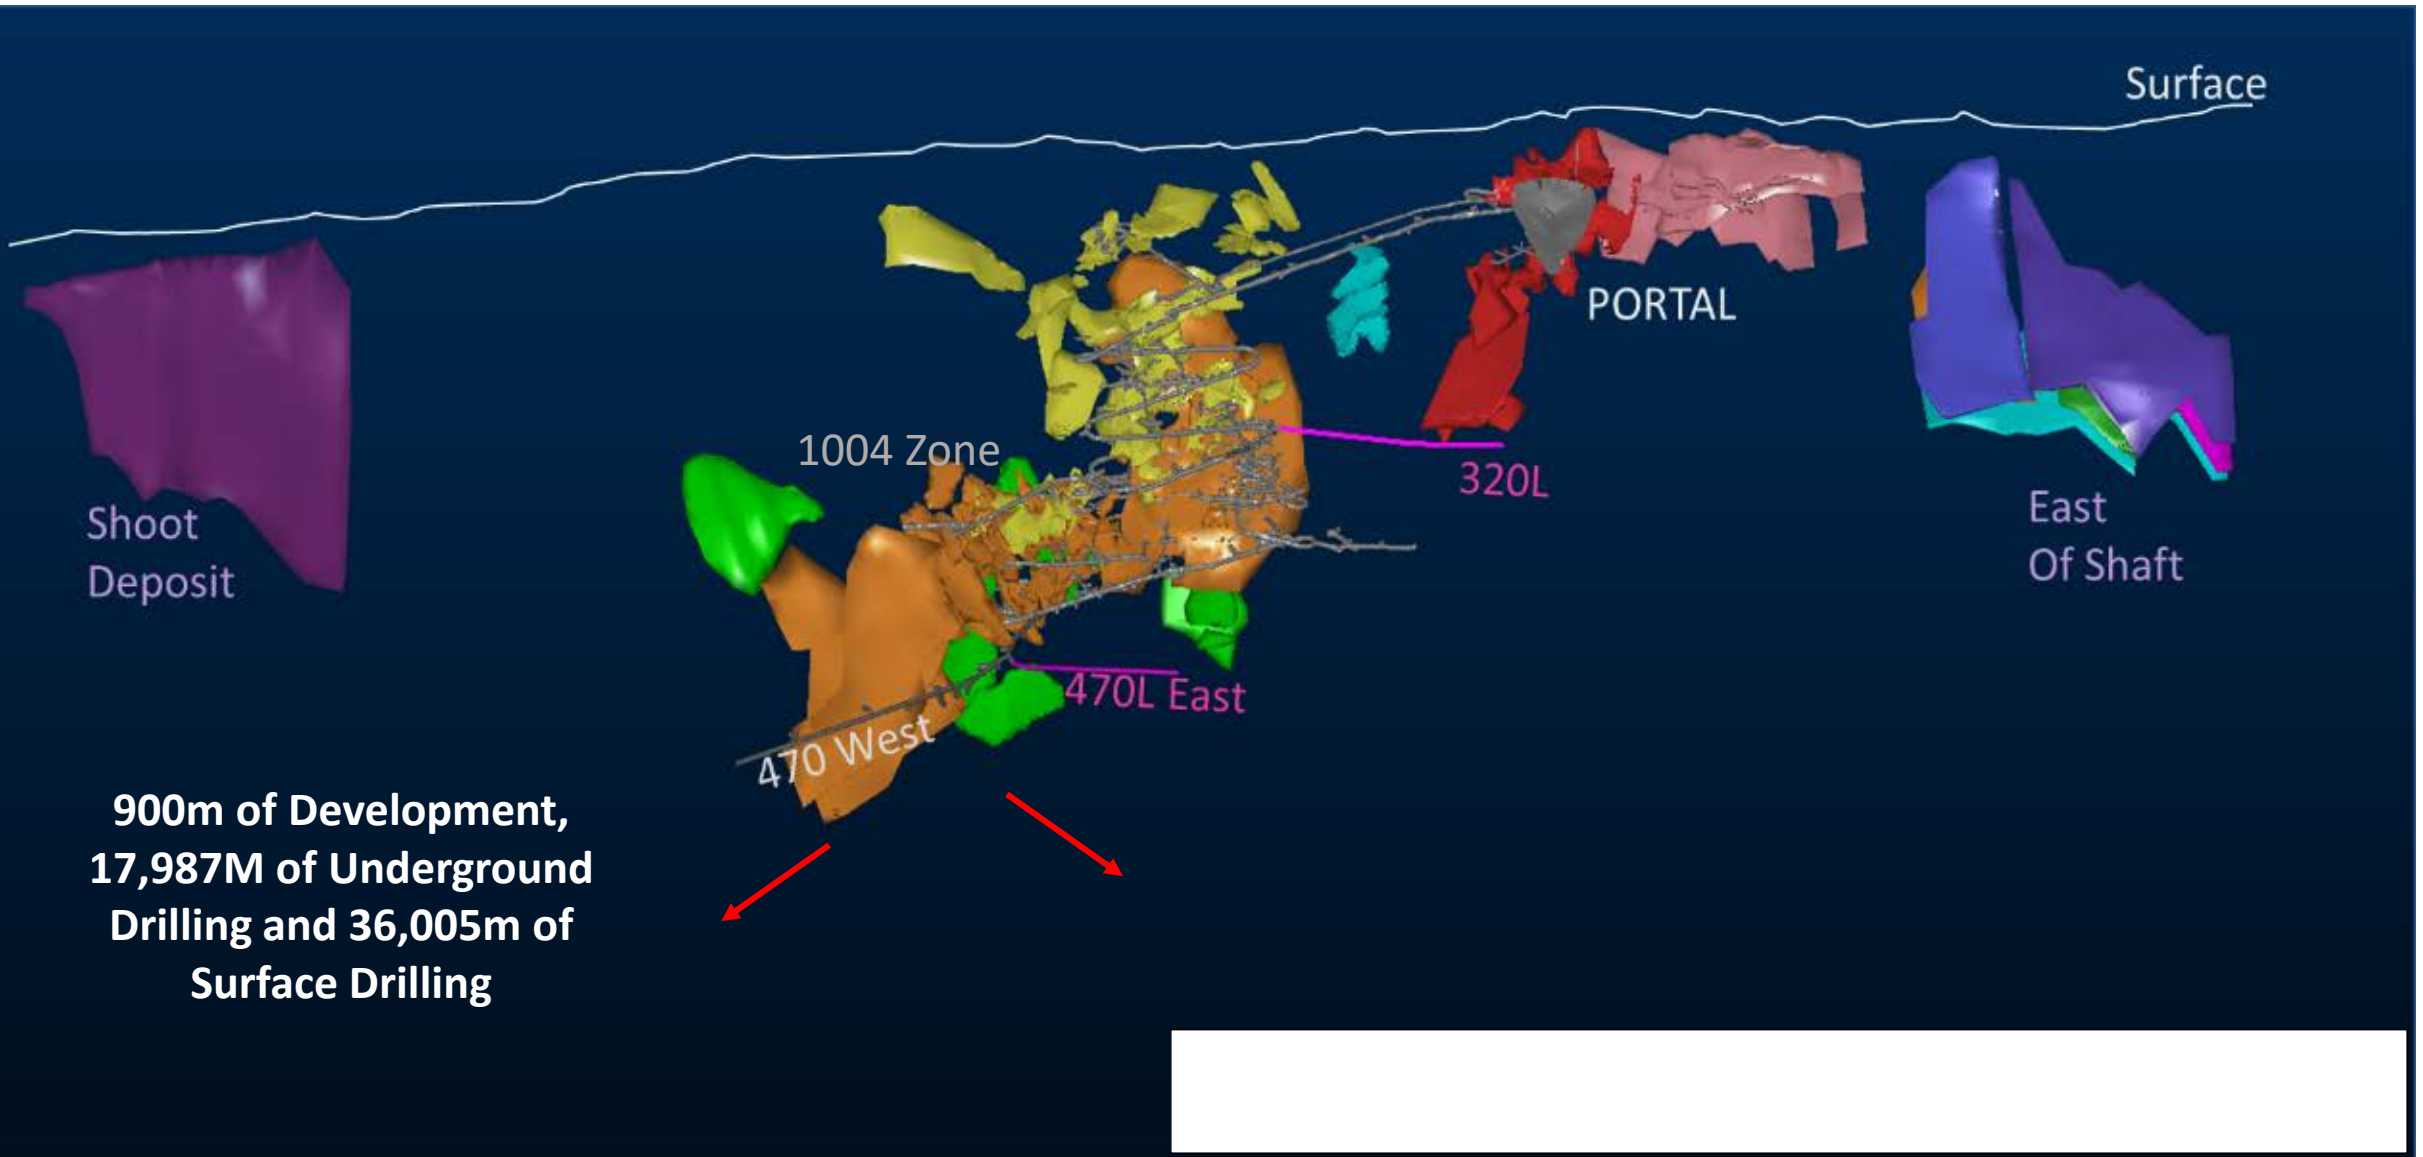 Surface
PORTAL
1004 Zone
320L
Shoot
Deposit
East
Of Shaft
470L East
470 West
900m of Development,
17,987M of Underground
Drilling and 36,005m of
Surface Drilling